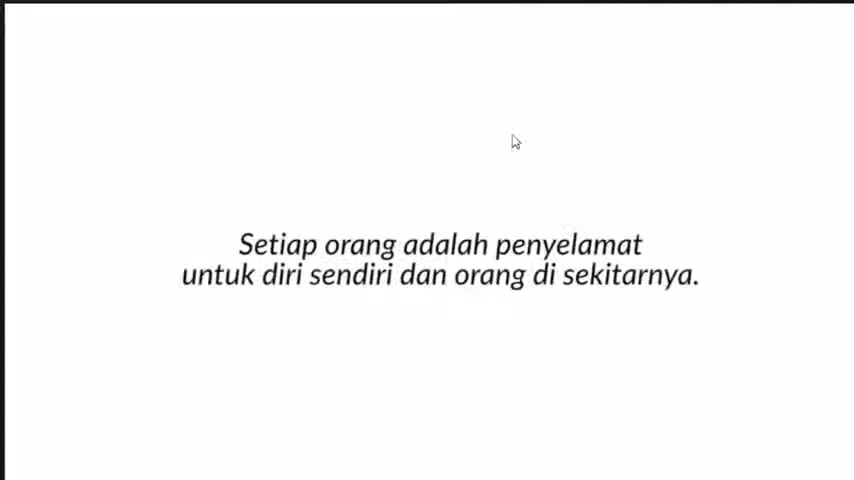 Setiap orang adalah penyelamat
untuk diri sendiri dan orang di sekitarnya.